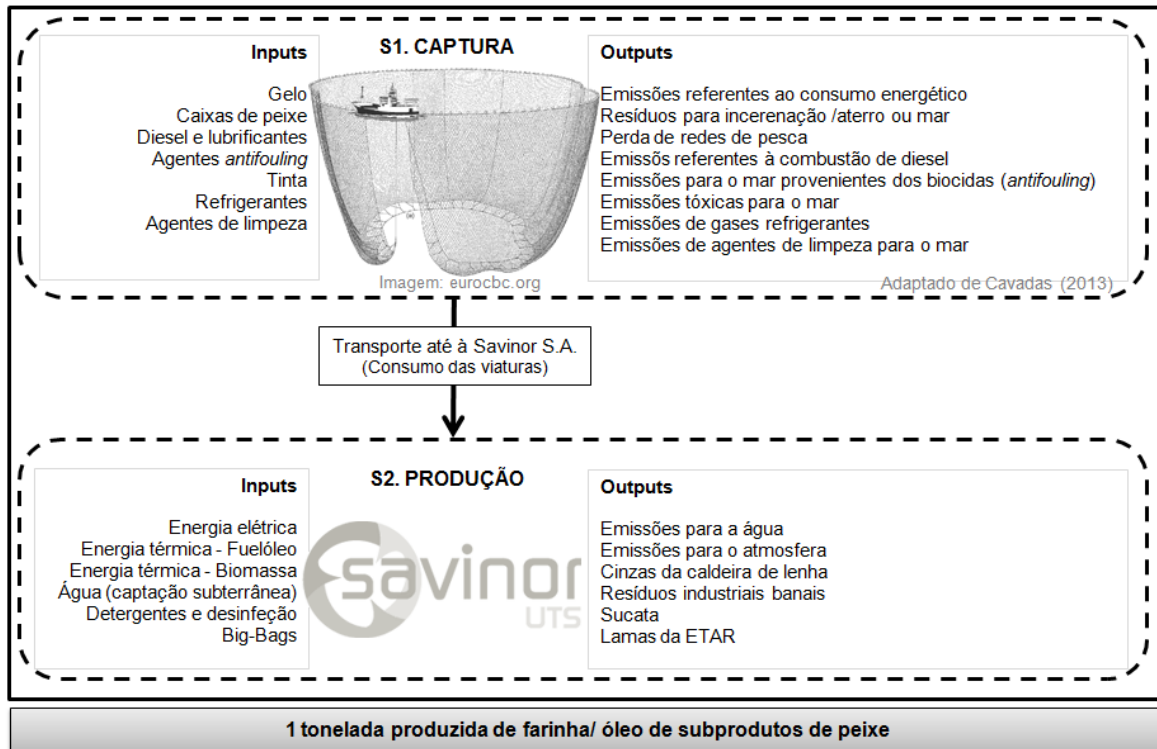 S1. CAPTURA
Inputs
Gelo
Caixas de peixe
Diesel e lubrificantes
Agentes antifouling
Tinta
Refrigerantes
Agentes de limpeza
Outputs
Emissões referentes ao consumo energético
Resíduos para incerenação /aterro ou mar
Perda de redes de pesca
Emissõs referentes à combustão de diesel
Emissões para o mar provenientes dos biocidas (antifouling)
Emissões tóxicas para o mar
Emissões de gases refrigerantes
Emissões de agentes de limpeza para o mar
Imagem: eurocbc.org
Adaptado de Cavadas (2013)
Transporte até à Savinor S.A.
(Consumo das viaturas)
S2. PRODUÇÃO
Inputs
Energia elétrica
Energia térmica - Fuelóleo
Energia térmica - Biomassa
Água (captação subterrânea)
Detergentes e desinfeção
Big-Bags
savinor
UTS
Outputs
Emissões para a água
Emissões para o atmosfera
Cinzas da caldeira de lenha
Resíduos industriais banais
Sucata
Lamas da ETAR
1 tonelada produzida de farinha/ óleo de subprodutos de peixe